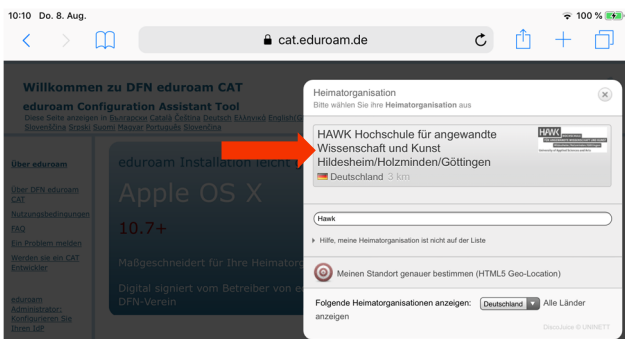 10:10 Do. 8. Aug.
100 %
cat.eduroam.de
Willkommen zu DFN eduroam CAT
eduroam Configuration Assistant Tool
Diese Seite anzeigen in Български Català Čeština Deutsch Ελληνικά Español English(G
Slovenščina Srpski Suomi Magyar Português Slovenčina
Über eduroam
Über DFN eduroam
CAT
Nutzungsbedingungen
FAQ
Ein Problem melden
Werden sie ein CAT
Entwickler
eduroam
Administrator:
Konfigurieren Sie
Ihren IdP
eduroam Installation leicht
Apple OS X
10.7+
Maßgeschneidert für Ihre Heimatorg
Digital signiert vom Betreiber von e
DFN-Verein
Heimatorganisation
Bitte wählen Sie ihre Heimatorganisation aus
HAWK Hochschule für angewandte
Wissenschaft und Kunst
Hildesheim/Holzminden/Göttingen
Deutschland 3 km
HAWK
Hawk
Hilfe, meine Heimatorganisation ist nicht auf der Liste
Meinen Standort genauer bestimmen (HTML5 Geo-Location)
Folgende Heimatorganisationen anzeigen: Deutschland Alle Länder
anzeigen
DiscoJuice © UNINETT